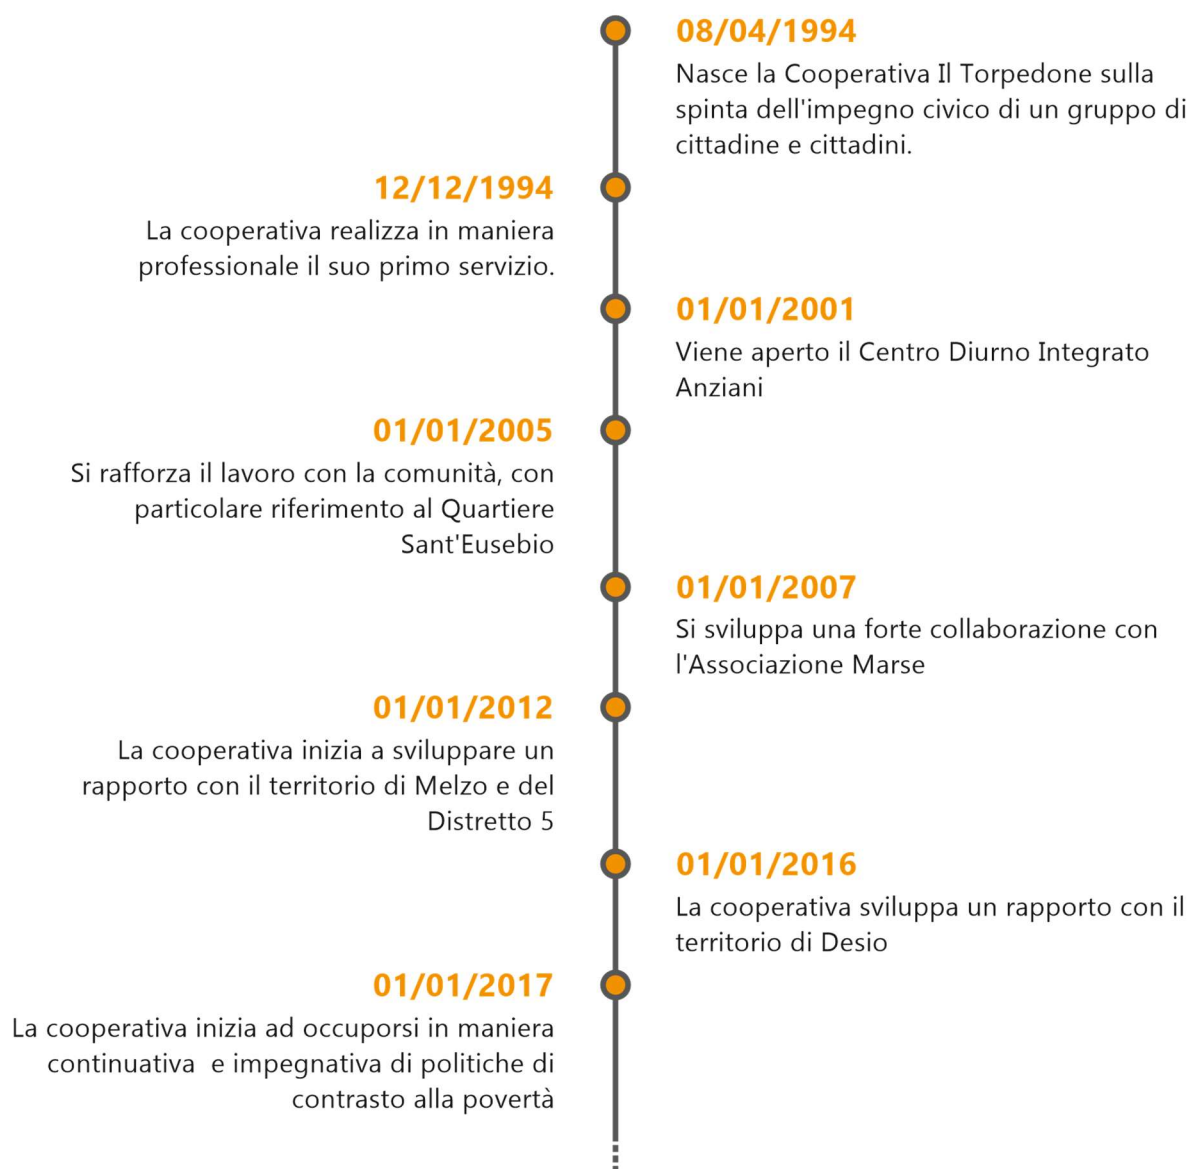 08/04/1994
Nasce la Cooperativa Il Torpedone sulla
spinta dell'impegno civico di un gruppo di
cittadine e cittadini.
12/12/1994
La cooperativa realizza in maniera
professionale il suo primo servizio.
01/01/2001
Viene aperto il Centro Diurno Integrato
Anziani
01/01/2005
Si rafforza il lavoro con la comunità, con
particolare riferimento al Quartiere
Sant'Eusebio
01/01/2007
Si sviluppa una forte collaborazione con
l'Associazione Marse
01/01/2012
La cooperativa inizia a sviluppare un
rapporto con il territorio di Melzo e del
Distretto 5
01/01/2016
La cooperativa sviluppa un rapporto con il
territorio di Desio
01/01/2017
La cooperativa inizia ad occuporsi in maniera
continuativa  e impegnativa di politiche di
contrasto alla povertà